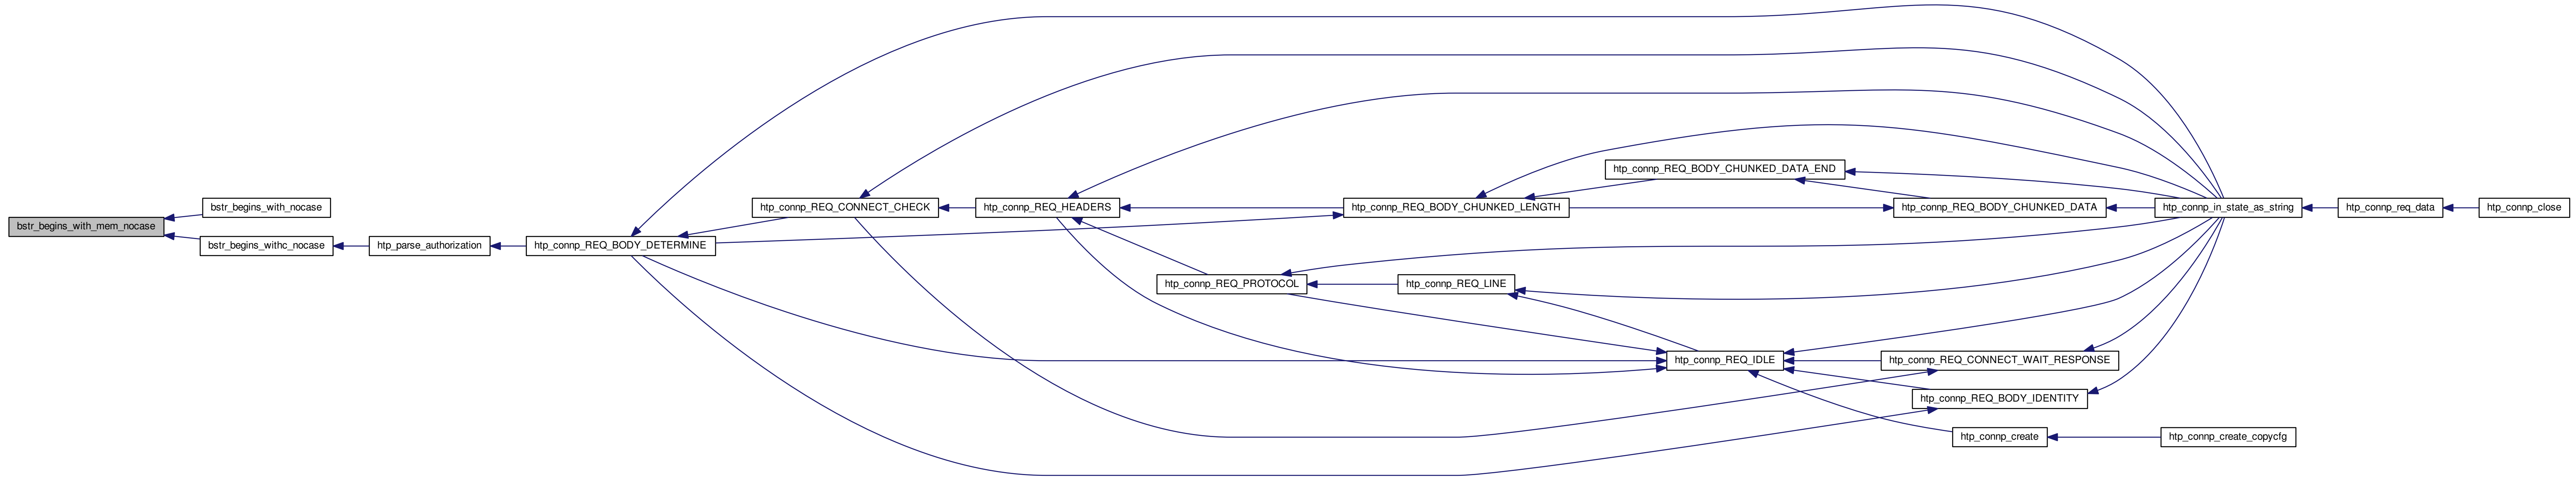 bstr_begins_with_mem_nocase
bstr_begins_with_nocase
bstr_begins_withc_nocase
htp_parse_authorization
htp_connp_REQ_BODY_DETERMINE
htp_connp_REQ_CONNECT_CHECK
htp_connp_REQ_HEADERS
htp_connp_REQ_PROTOCOL
htp_connp_REQ_BODY_CHUNKED_LENGTH
htp_connp_REQ_LINE
htp_connp_REQ_BODY_CHUNKED_DATA_END
htp_connp_REQ_IDLE
htp_connp_REQ_BODY_CHUNKED_DATA
htp_connp_REQ_CONNECT_WAIT_RESPONSE
htp_connp_REQ_BODY_IDENTITY
htp_connp_create
htp_connp_in_state_as_string
htp_connp_create_copycfg
htp_connp_req_data
htp_connp_close